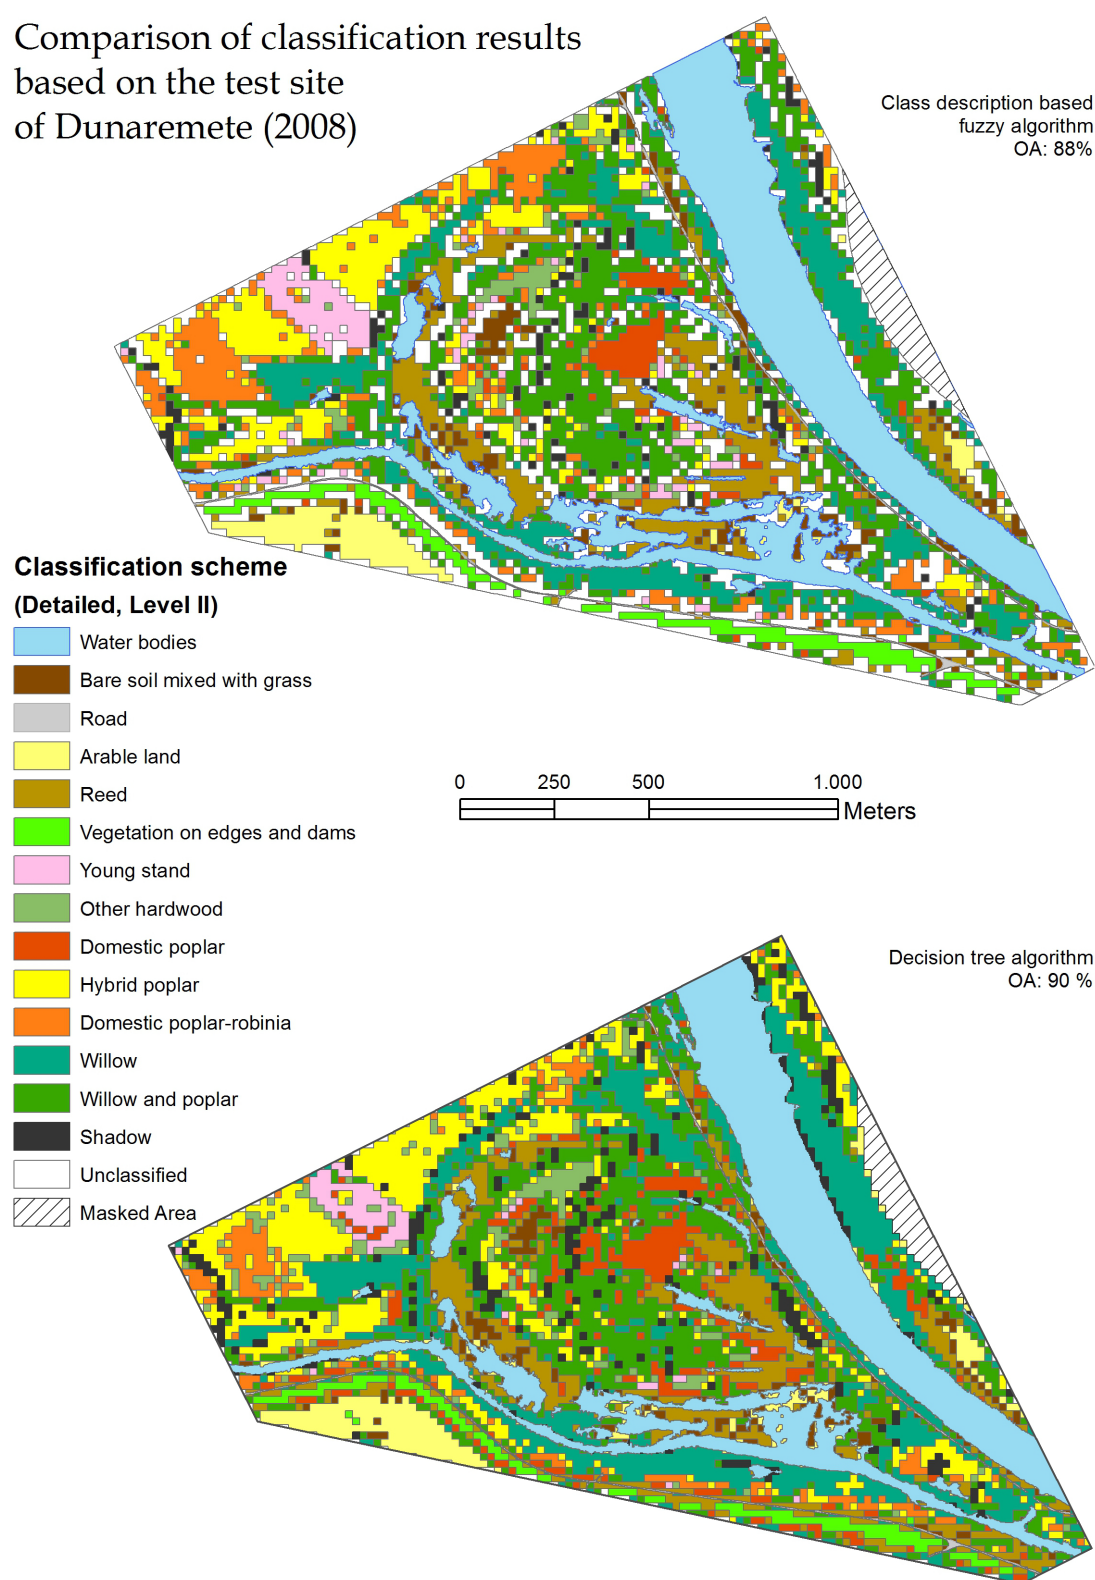 Comparison of classification results
based on the test site
of Dunaremete (2008)
Class description based
fuzzy algorithm
OA: 88%
Classification scheme
(Detailed, Level II)
Water bodies
Bare soil mixed with grass
Road
Arable land
Reed
Vegetation on edges and dams
Young stand
Other hardwood
Domestic poplar
Hybrid poplar
Domestic poplar-robinia
Willow
Willow and poplar
Shadow
Unclassified
Masked Area
0 250 500 1.000
Meters
Decision tree algorithm
OA: 90 %